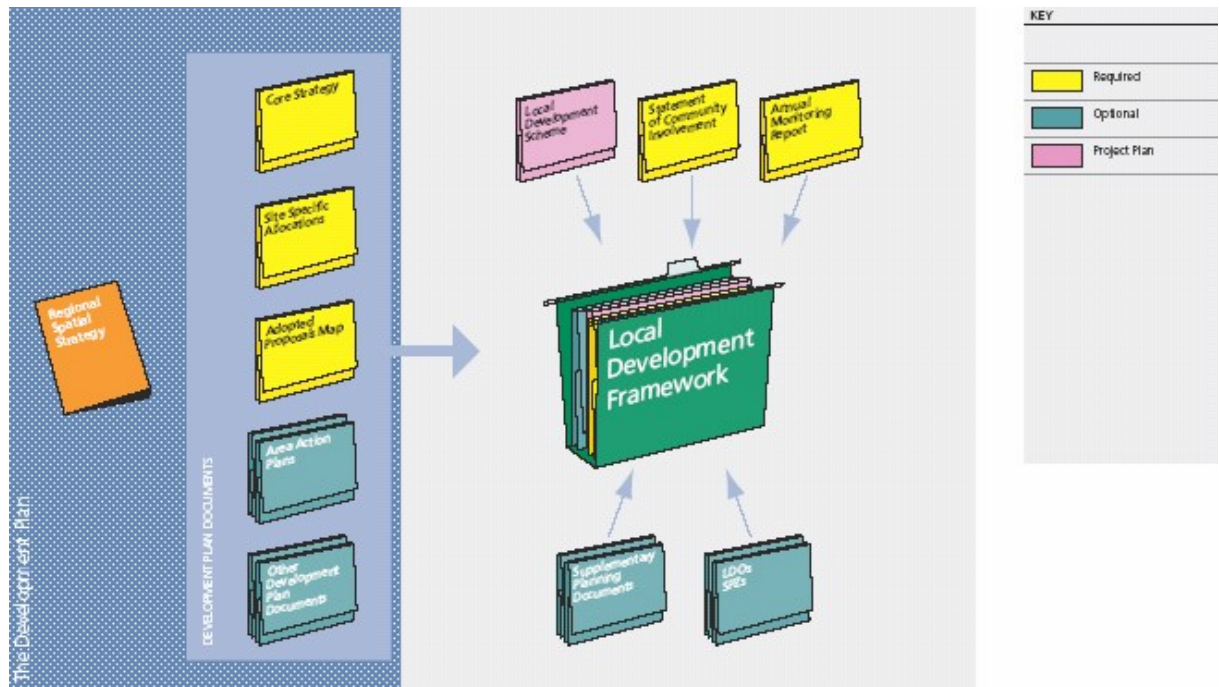 The Development Plan
Regional
Spatial
Strategy
DEVELOPMENT PLAN DOCUMENTS
Core Strategy
Site Specific
Allocations
Adopted
Proposals Map
Area Action
Plans
Other
Development
Plan
Documents
Local
Development
Scheme
Statement
of Community
Involvement
Annual
Monitoring
Report
Local
Development
Framework
Supplementary
Planning
Documents
LDOs
SPZs
KEY
Required
Optional
Project Plan